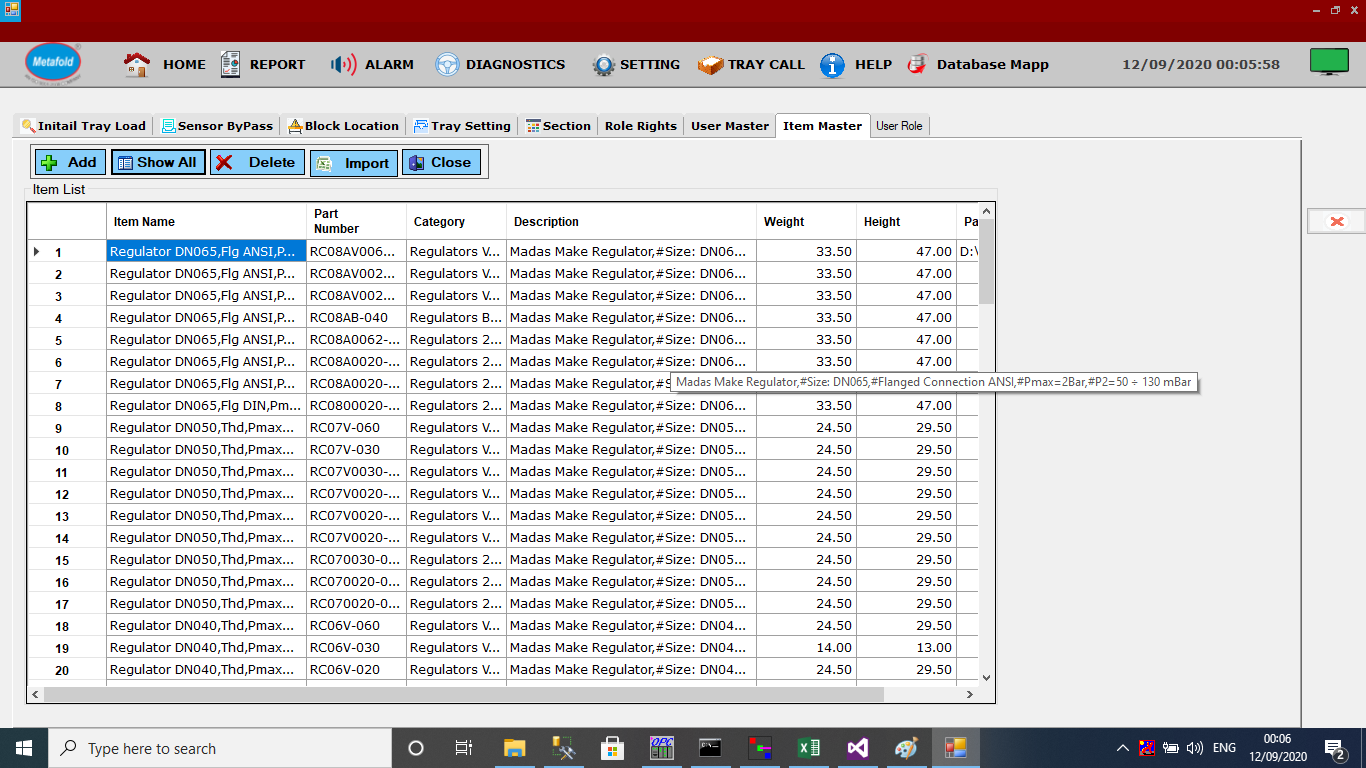 Metafold HOME REPORT ALARM DIAGNOSTICS SETTING TRAY CALL HELP Database Mapp 12/09/2020 00:05:58
Initail Tray Load Sensor ByPass Block Location Tray Setting Section Role Rights User Master Item Master User Role
Add Show All Delete Import Close
Item List
Item Name Part Number Category Description Weight Height Pa
1 Regulator DN065,Flg ANSI,P... RC08AV006... Regulators V... Madas Make Regulator,#Size: DN06... 33.50 47.00 D:\
2 Regulator DN065,Flg ANSI,P... RC08AV002... Regulators V... Madas Make Regulator,#Size: DN06... 33.50 47.00
3 Regulator DN065,Flg ANSI,P... RC08AV002... Regulators V... Madas Make Regulator,#Size: DN06... 33.50 47.00
4 Regulator DN065,Flg ANSI,P... RC08AB-040 Regulators B... Madas Make Regulator,#Size: DN06... 33.50 47.00
5 Regulator DN065,Flg ANSI,P... RC08A0062-... Regulators 2... Madas Make Regulator,#Size: DN06... 33.50 47.00
6 Regulator DN065,Flg ANSI,P... RC08A0020-... Regulators 2... Madas Make Regulator,#Size: DN06... 33.50 47.00
7 Regulator DN065,Flg ANSI,P... RC08A0020-... Regulators 2... Madas Make Regulator,#S
Madas Make Regulator,#Size: DN065,#Flanged Connection ANSI,#Pmax=2Bar,#P2=50 ÷ 130 mBar
8 Regulator DN065,Flg DIN,Pm... RC0800020-... Regulators 2... Madas Make Regulator,#Size: DN06... 33.50 47.00
9 Regulator DN050,Thd,Pmax... RC07V-060 Regulators V... Madas Make Regulator,#Size: DN05... 24.50 29.50
10 Regulator DN050,Thd,Pmax... RC07V-030 Regulators V... Madas Make Regulator,#Size: DN05... 24.50 29.50
11 Regulator DN050,Thd,Pmax... RC07V0030-... Regulators V... Madas Make Regulator,#Size: DN05... 24.50 29.50
12 Regulator DN050,Thd,Pmax... RC07V0020-... Regulators V... Madas Make Regulator,#Size: DN05... 24.50 29.50
13 Regulator DN050,Thd,Pmax... RC07V0020-... Regulators V... Madas Make Regulator,#Size: DN05... 24.50 29.50
14 Regulator DN050,Thd,Pmax... RC07V0020-... Regulators V... Madas Make Regulator,#Size: DN05... 24.50 29.50
15 Regulator DN050,Thd,Pmax... RC070030-0... Regulators 2... Madas Make Regulator,#Size: DN05... 24.50 29.50
16 Regulator DN050,Thd,Pmax... RC070020-0... Regulators 2... Madas Make Regulator,#Size: DN05... 24.50 29.50
17 Regulator DN050,Thd,Pmax... RC070020-0... Regulators 2... Madas Make Regulator,#Size: DN05... 24.50 29.50
18 Regulator DN040,Thd,Pmax... RC06V-060 Regulators V... Madas Make Regulator,#Size: DN04... 24.50 29.50
19 Regulator DN040,Thd,Pmax... RC06V-030 Regulators V... Madas Make Regulator,#Size: DN04... 14.00 13.00
20 Regulator DN040,Thd,Pmax... RC06V-020 Regulators V... Madas Make Regulator,#Size: DN04... 24.50 29.50
Type here to search OPC ENG 00:06
12/09/2020 2